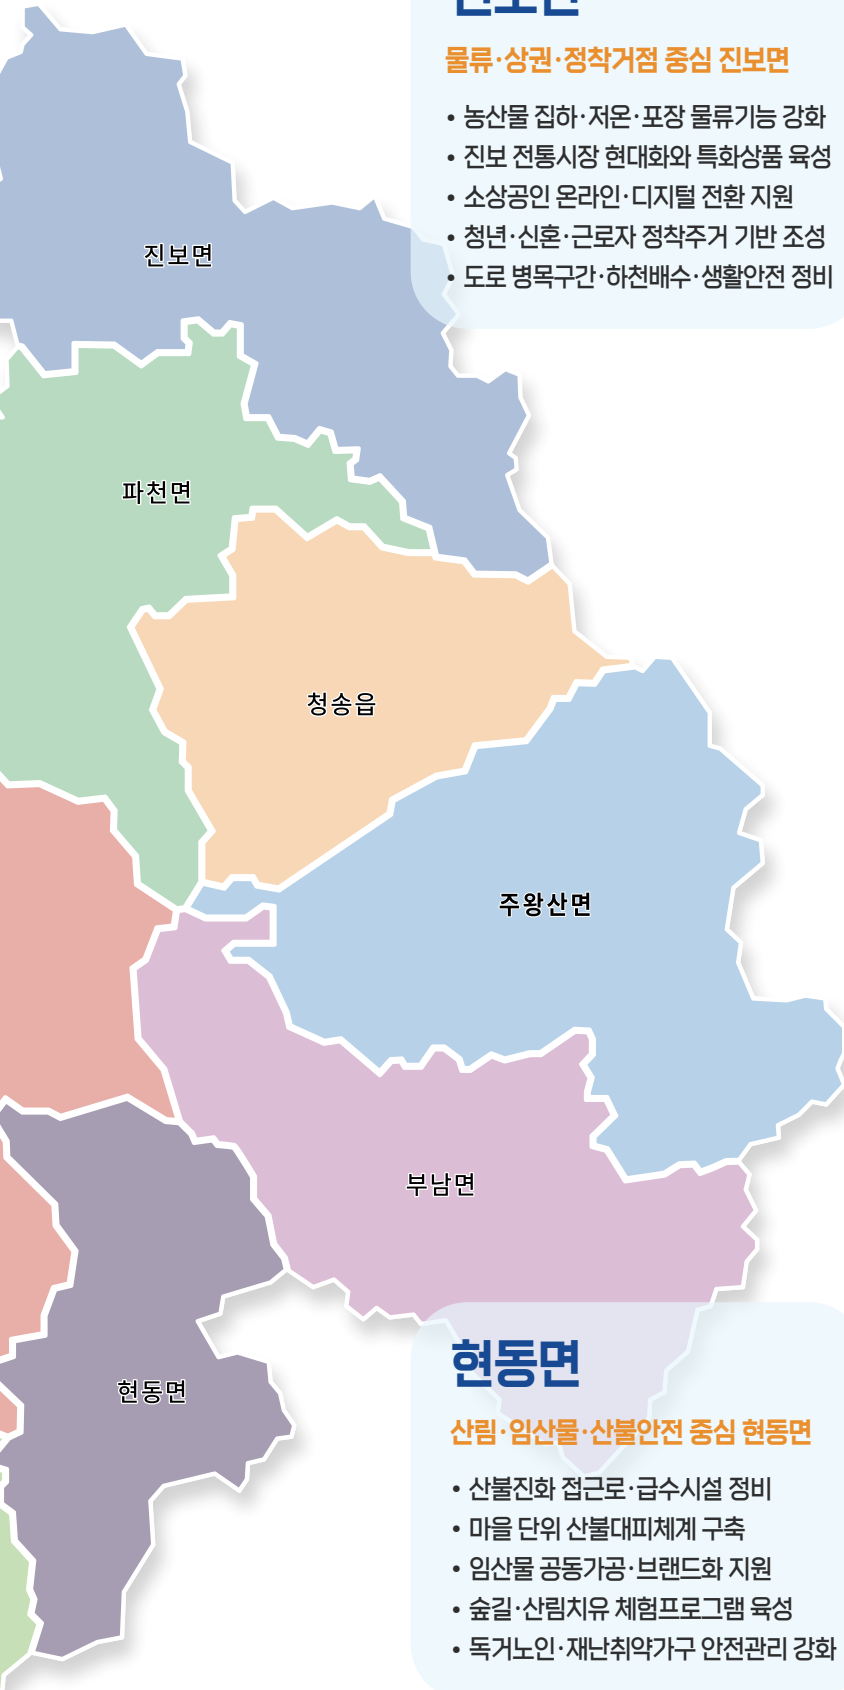 진보면
물류·상권·정착거점 중심 진보면
• 농산물 집하·저온·포장 물류기능 강화
• 진보 전통시장 현대화와 특화상품 육성
• 소상공인 온라인·디지털 전환 지원
• 청년·신혼·근로자 정착주거 기반 조성
• 도로 병목구간·하천배수·생활안전 정비
진보면
파천면
청송읍
주왕산면
부남면
현동면
현동면
산림·임산물·산불안전 중심 현동면
• 산불진화 접근로·급수시설 정비
• 마을 단위 산불대피체계 구축
• 임산물 공동가공·브랜드화 지원
• 숲길·산림치유 체험프로그램 육성
• 독거노인·재난취약가구 안전관리 강화